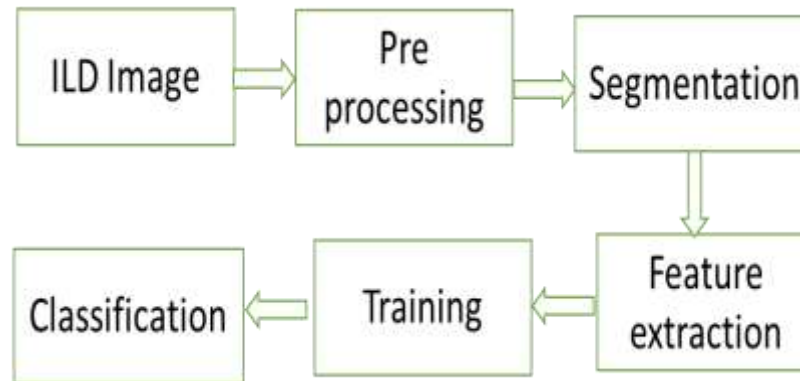 ILD Image
Pre
processing
Segmentation
Feature
extraction
Training
Classification